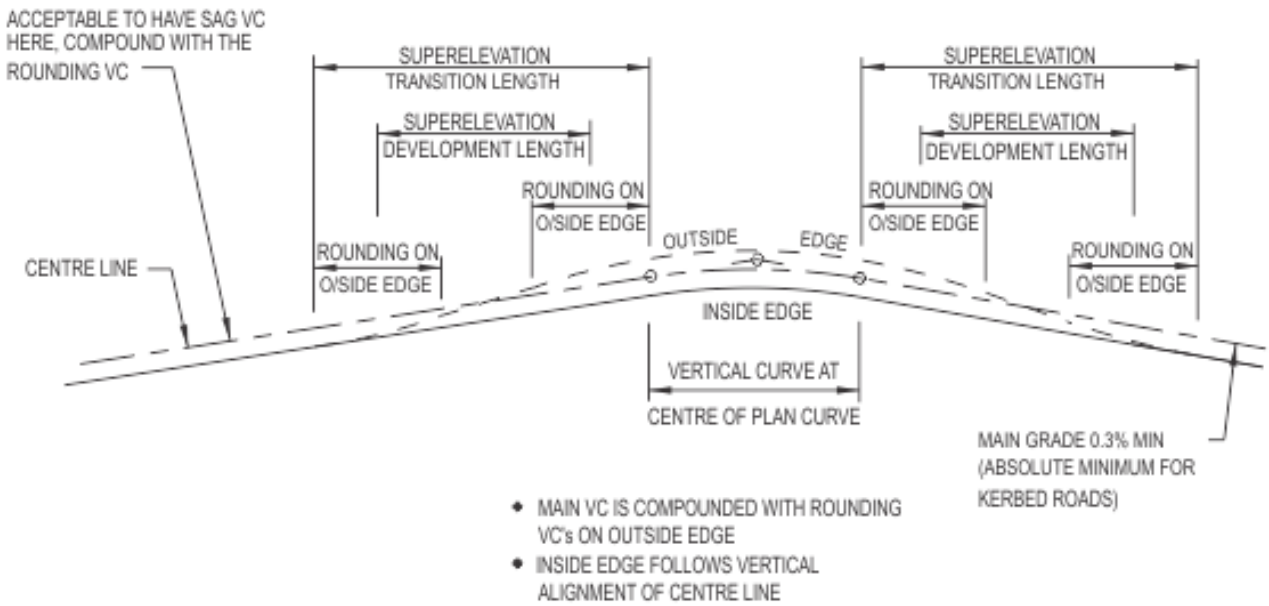 ACCEPTABLE TO HAVE SAG VC
HERE, COMPOUND WITH THE
ROUNDING VC
SUPERELEVATION
TRANSITION LENGTH
SUPERELEVATION
TRANSITION LENGTH
SUPERELEVATION
DEVELOPMENT LENGTH
SUPERELEVATION
DEVELOPMENT LENGTH
ROUNDING ON
O/SIDE EDGE
ROUNDING ON
O/SIDE EDGE
OUTSIDE EDGE
ROUNDING ON
O/SIDE EDGE
ROUNDING ON
O/SIDE EDGE
CENTRE LINE
INSIDE EDGE
VERTICAL CURVE AT
CENTRE OF PLAN CURVE
MAIN GRADE 0.3% MIN
(ABSOLUTE MINIMUM FOR
KERBED ROADS)
◆ MAIN VC IS COMPOUNDED WITH ROUNDING
VC's ON OUTSIDE EDGE
● INSIDE EDGE FOLLOWS VERTICAL
ALIGNMENT OF CENTRE LINE